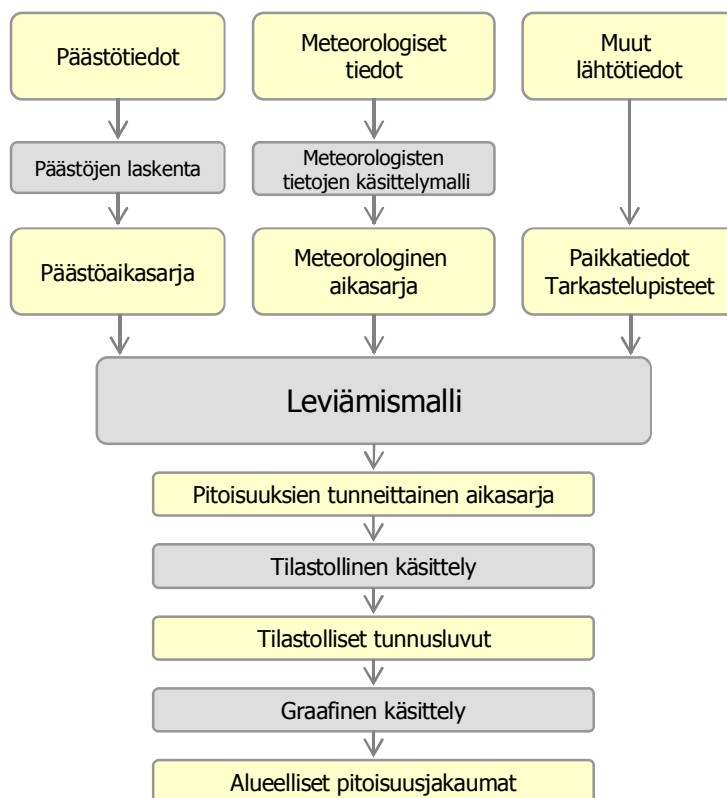 Päästötiedot
Meteorologiset
tiedot
Muut
lähtötiedot
Päästöjen laskenta
Meteorologisten
tietojen käsittelymalli
Päästöaikasarja
Meteorologinen
aikasarja
Paikkatiedot
Tarkastelupisteet
Leviämismalli
Pitoisuuksien tunneittainen aikasarja
Tilastollinen käsittely
Tilastolliset tunnusluvut
Graafinen käsittely
Alueelliset pitoisuusjakaumat